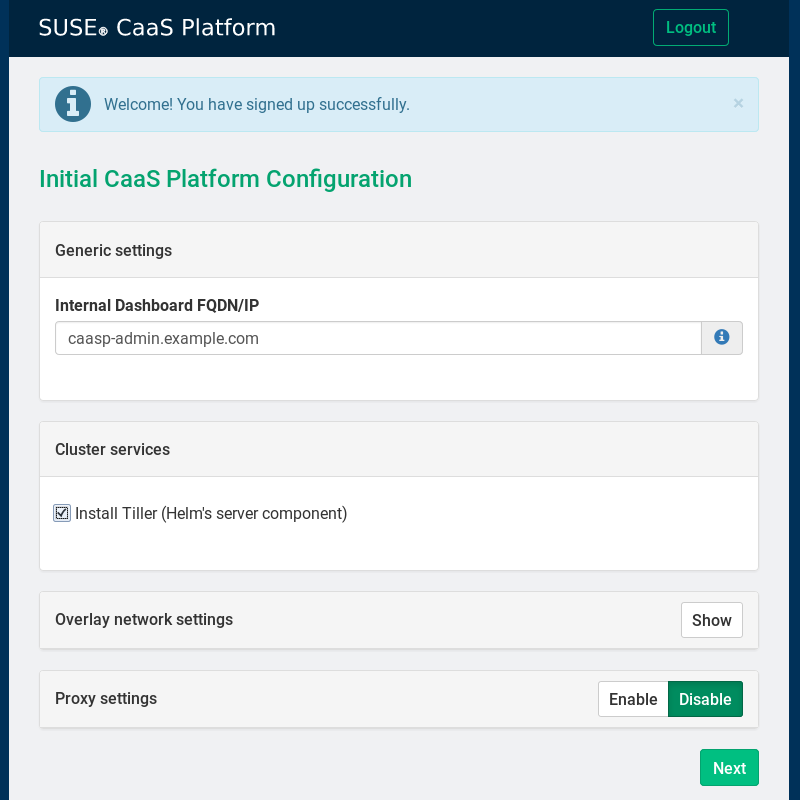 SUSE® CaaS Platform
Logout
Welcome! You have signed up successfully.
×
Initial CaaS Platform Configuration
Generic settings
Internal Dashboard FQDN/IP
caasp-admin.example.com
Cluster services
Install Tiller (Helm's server component)
Overlay network settings
Show
Proxy settings
Enable
Disable
Next